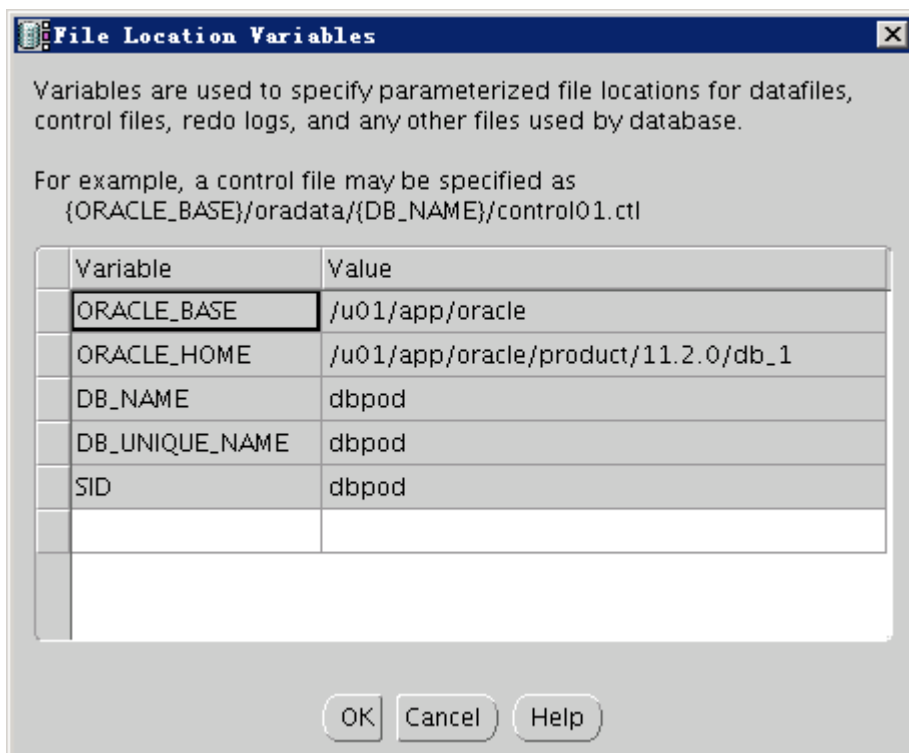 File Location Variables
Variables are used to specify parameterized file locations for datafiles,
control files, redo logs, and any other files used by database.
For example, a control file may be specified as
{ORACLE_BASE}/oradata/{DB_NAME}/control01.ctl
Variable Value
ORACLE_BASE /u01/app/oracle
ORACLE_HOME /u01/app/oracle/product/11.2.0/db_1
DB_NAME dbpod
DB_UNIQUE_NAME dbpod
SID dbpod
OK Cancel Help